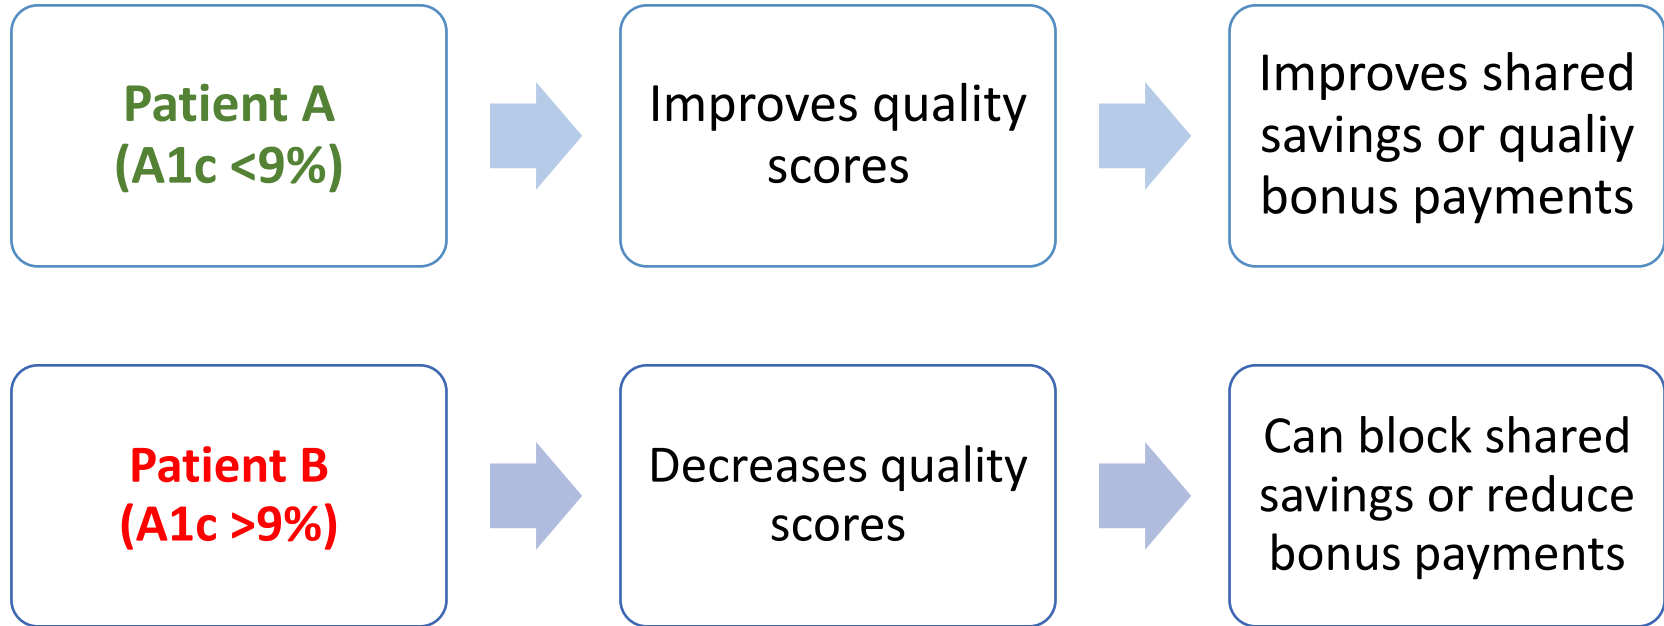 Patient A
(A1c <9%)
Improves quality
scores
Improves shared
savings or qualiy
bonus payments
Patient B
(A1c >9%)
Decreases quality
scores
Can block shared
savings or reduce
bonus payments